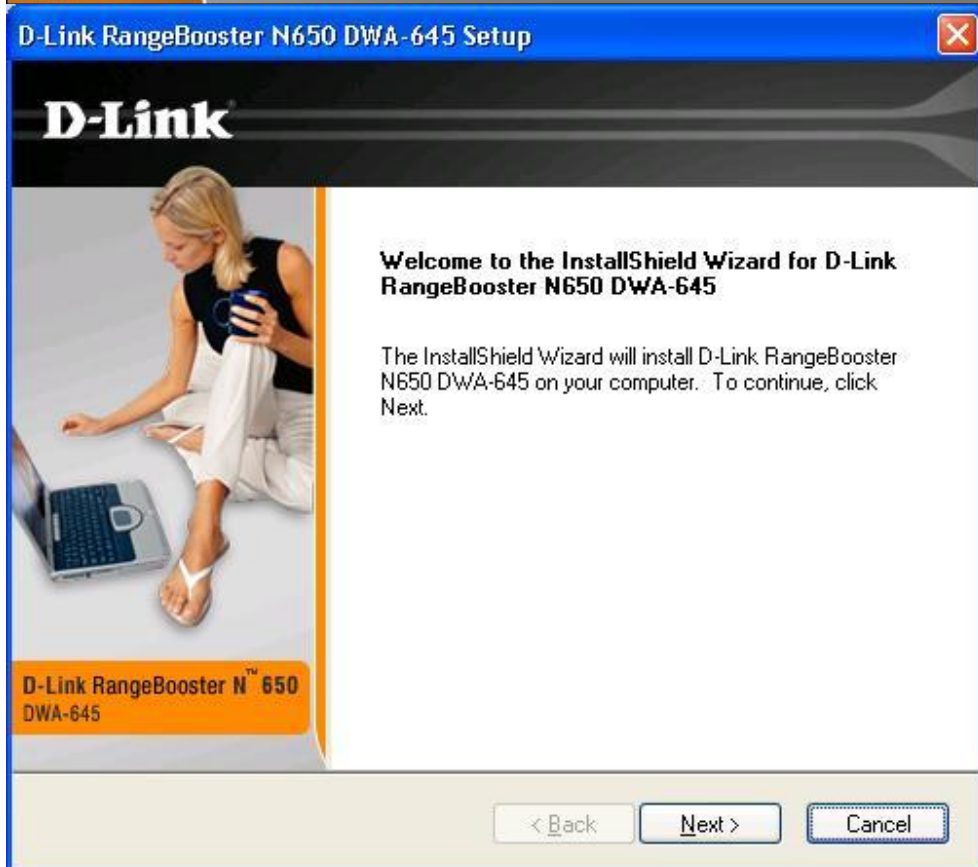 D-Link RangeBooster N650 DWA-645 Setup
D-Link
Welcome to the InstallShield Wizard for D-Link
RangeBooster N650 DWA-645
The InstallShield Wizard will install D-Link RangeBooster
N650 DWA-645 on your computer. To continue, click
Next.
D-Link RangeBooster N™ 650
DWA-645
< Back
Next >
Cancel